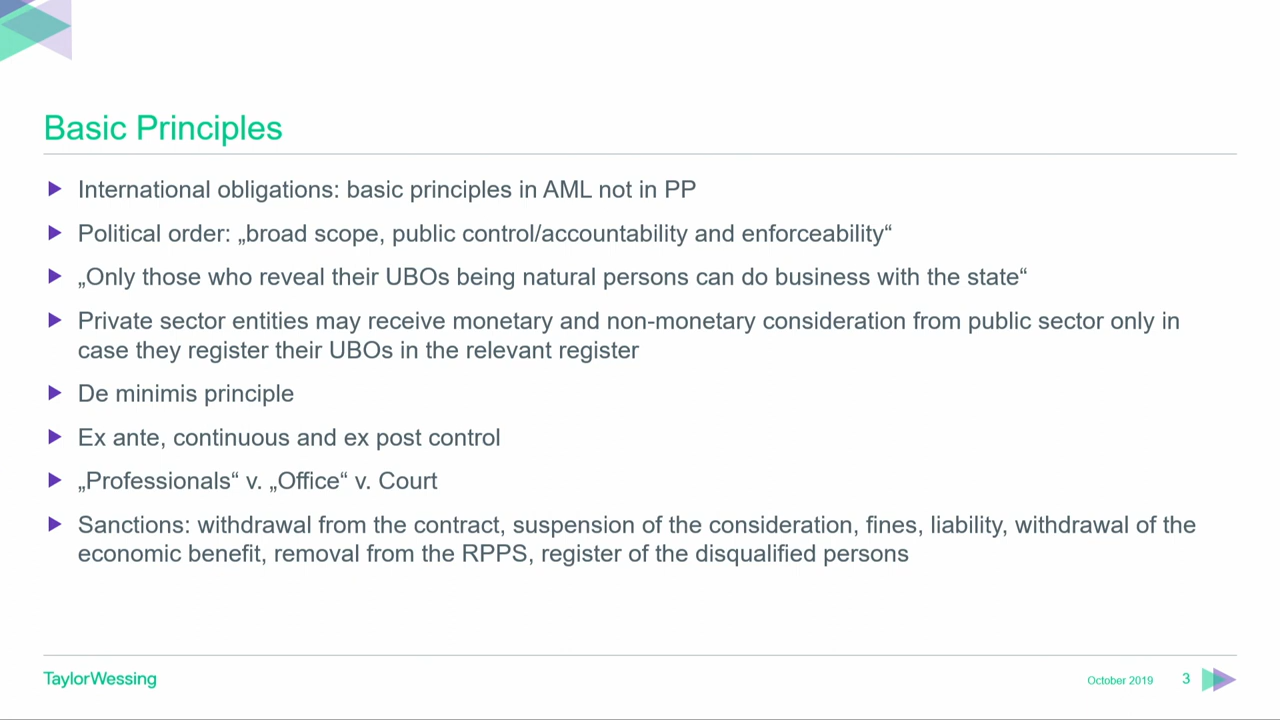 Basic Principles
International obligations: basic principles in AML not in PP
Political order: „broad scope, public control/accountability and enforceability“
„Only those who reveal their UBOs being natural persons can do business with the state“
Private sector entities may receive monetary and non-monetary consideration from public sector only in
case they register their UBOs in the relevant register
De minimis principle
Ex ante, continuous and ex post control
„Professionals“ v. „Office“ v. Court
Sanctions: withdrawal from the contract, suspension of the consideration, fines, liability, withdrawal of the
economic benefit, removal from the RPPS, register of the disqualified persons
TaylorWessing
October 2019 3